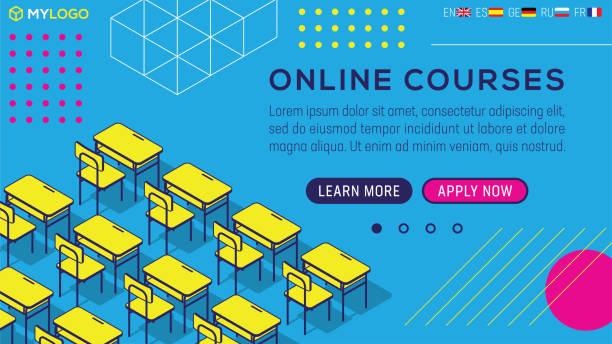 MYLOGO
EN ES GE RU FR
ONLINE COURSES
Lorem ipsum dolor sit amet, consectetur adipiscing elit,
sed do eiusmod tempor incididunt ut labore et dolore
magna aliqua. Ut enim ad minim veniam, quis nostrud.
LEARN MORE APPLY NOW